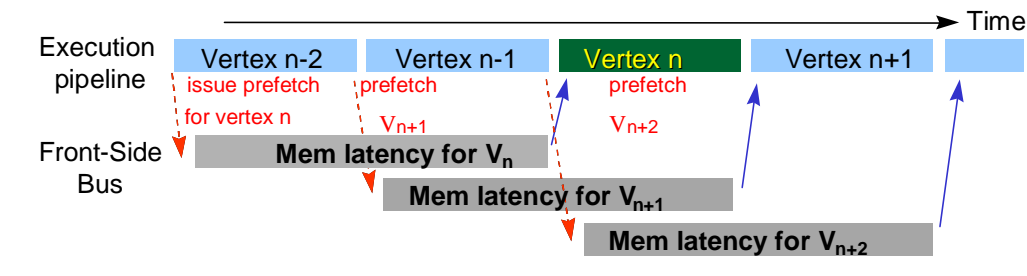 Time
Execution pipeline
Vertex n-2
Vertex n-1
Vertex n
Vertex n+1
issue prefetch for vertex n
prefetch Vn+1
prefetch Vn+2
Front-Side Bus
Mem latency for Vn
Mem latency for Vn+1
Mem latency for Vn+2